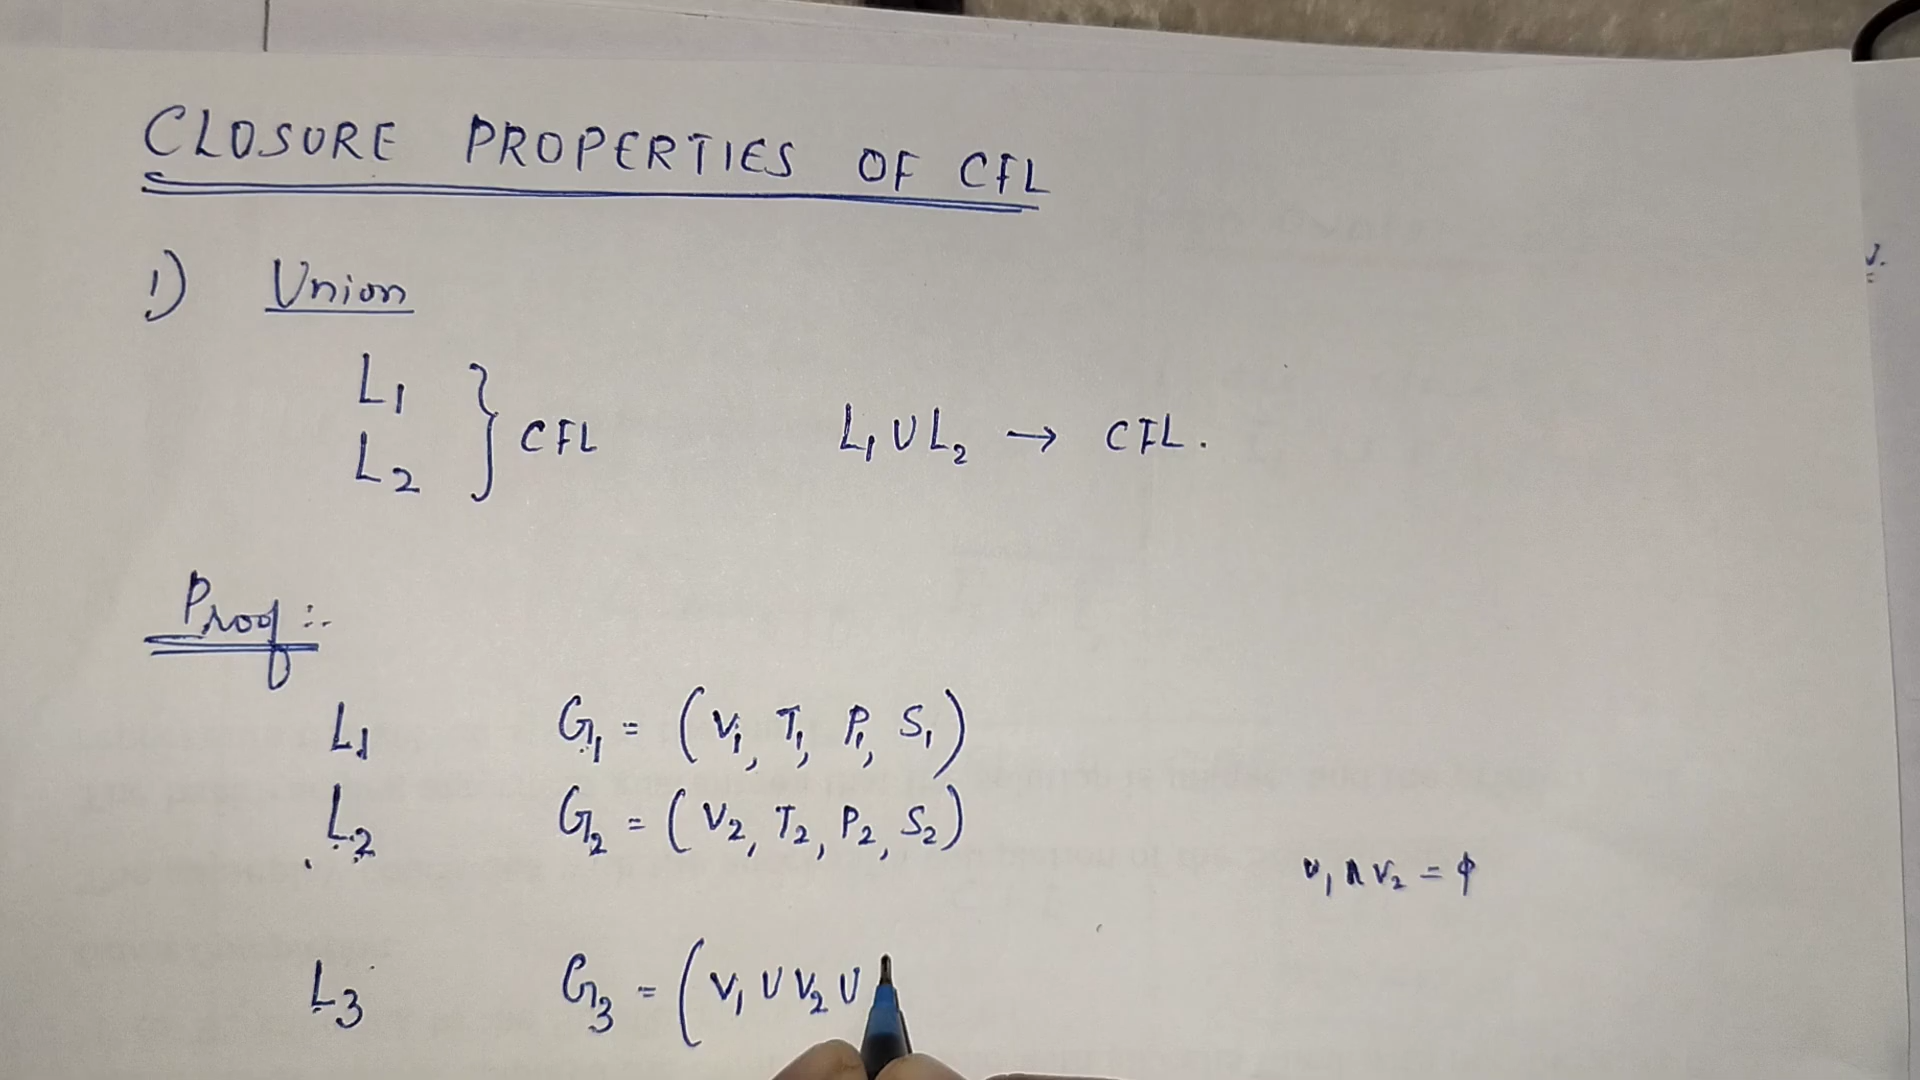 CLOSURE PROPERTIES OF CFL
1) Union
L1
L2 } CFL L1 U L2 → CFL.
Proof :-
L1 G1 = (V1, T1, P1, S1)
L2 G2 = (V2, T2, P2, S2)
V1 ∩ V2 = φ
L3 G3 = (V1 U V2 U